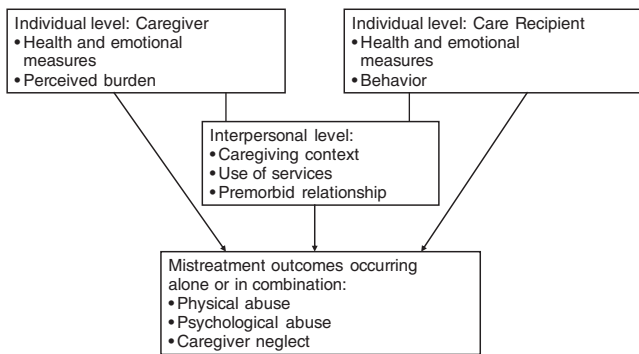 Individual level: Caregiver
• Health and emotional
measures
• Perceived burden
Individual level: Care Recipient
• Health and emotional
measures
• Behavior
Interpersonal level:
• Caregiving context
• Use of services
• Premorbid relationship
Mistreatment outcomes occurring
alone or in combination:
• Physical abuse
• Psychological abuse
• Caregiver neglect